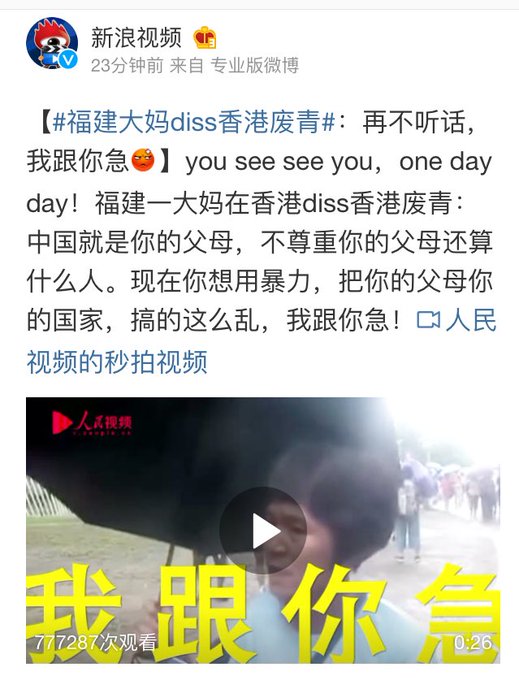 新浪视频
23分钟前 来自 专业版微博
【#福建大妈diss香港废青#：再不听话，
我跟你急】you see see you，one day
day！福建一大妈在香港diss香港废青：
中国就是你的父母，不尊重你的父母还算
什么人。现在你想用暴力，把你的父母你
的国家，搞的这么乱，我跟你急！人民
视频的秒拍视频
人民视频
我跟你急
777287次观看
0:26